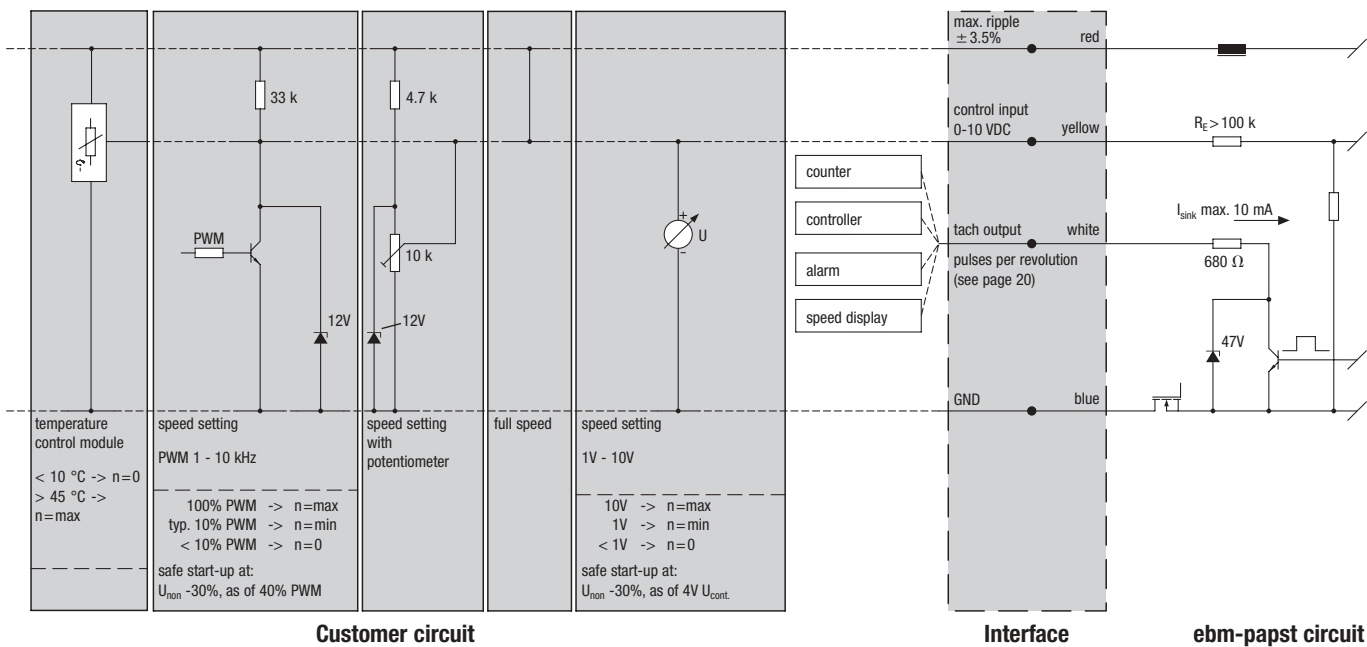 max. ripple
± 3.5%
red
33 k
4.7 k
control input
0-10 VDC
yellow
RE > 100 k
counter
controller
alarm
speed display
PWM
10 k
+
U
-
tach output
white
pulses per revolution
(see page 20)
Isink max. 10 mA
680 Ω
12V
12V
47V
GND
blue
temperature
control module
< 10 °C -> n=0
> 45 °C ->
n=max
speed setting
PWM 1 - 10 kHz
100% PWM -> n=max
typ. 10% PWM -> n=min
< 10% PWM -> n=0
safe start-up at:
Unon -30%, as of 40% PWM
speed setting
with
potentiometer
full speed
speed setting
1V - 10V
10V -> n=max
1V -> n=min
< 1V -> n=0
safe start-up at:
Unon -30%, as of 4V Ucont.
Customer circuit
Interface
ebm-papst circuit